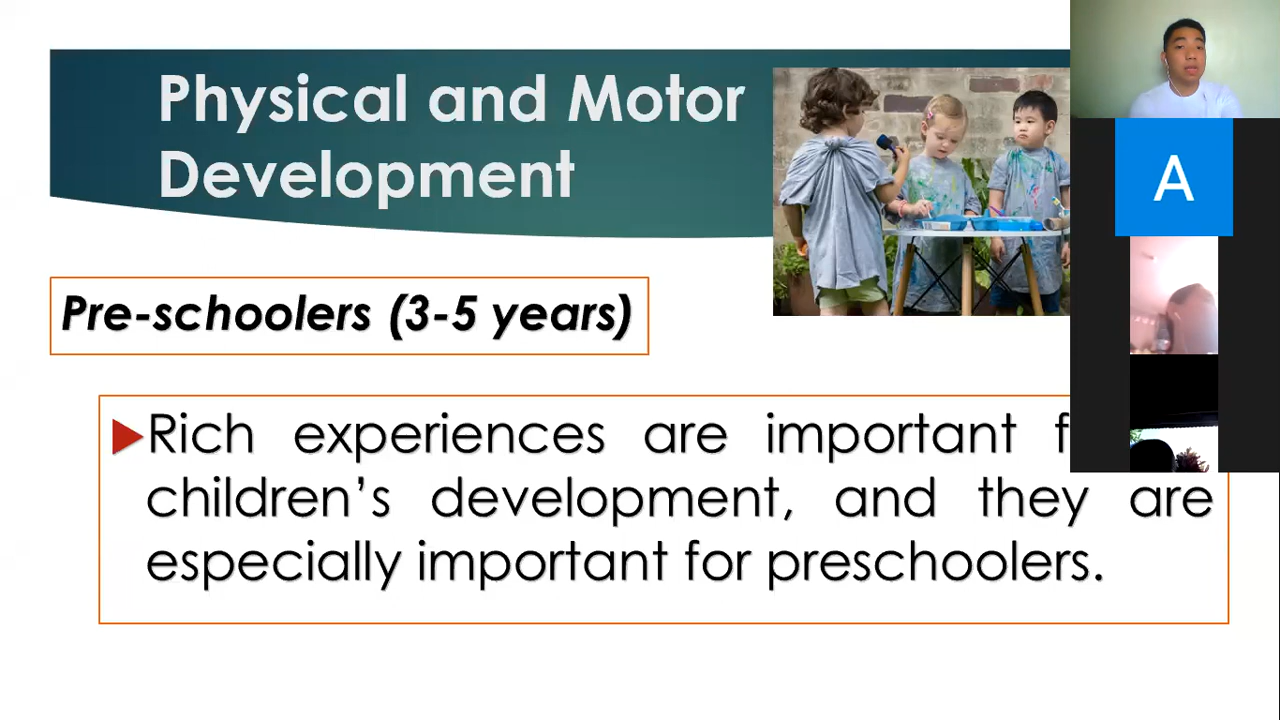 Physical and Motor
Development
A
Pre-schoolers (3-5 years)
Rich experiences are important
children's development, and they are
especially important for preschoolers.